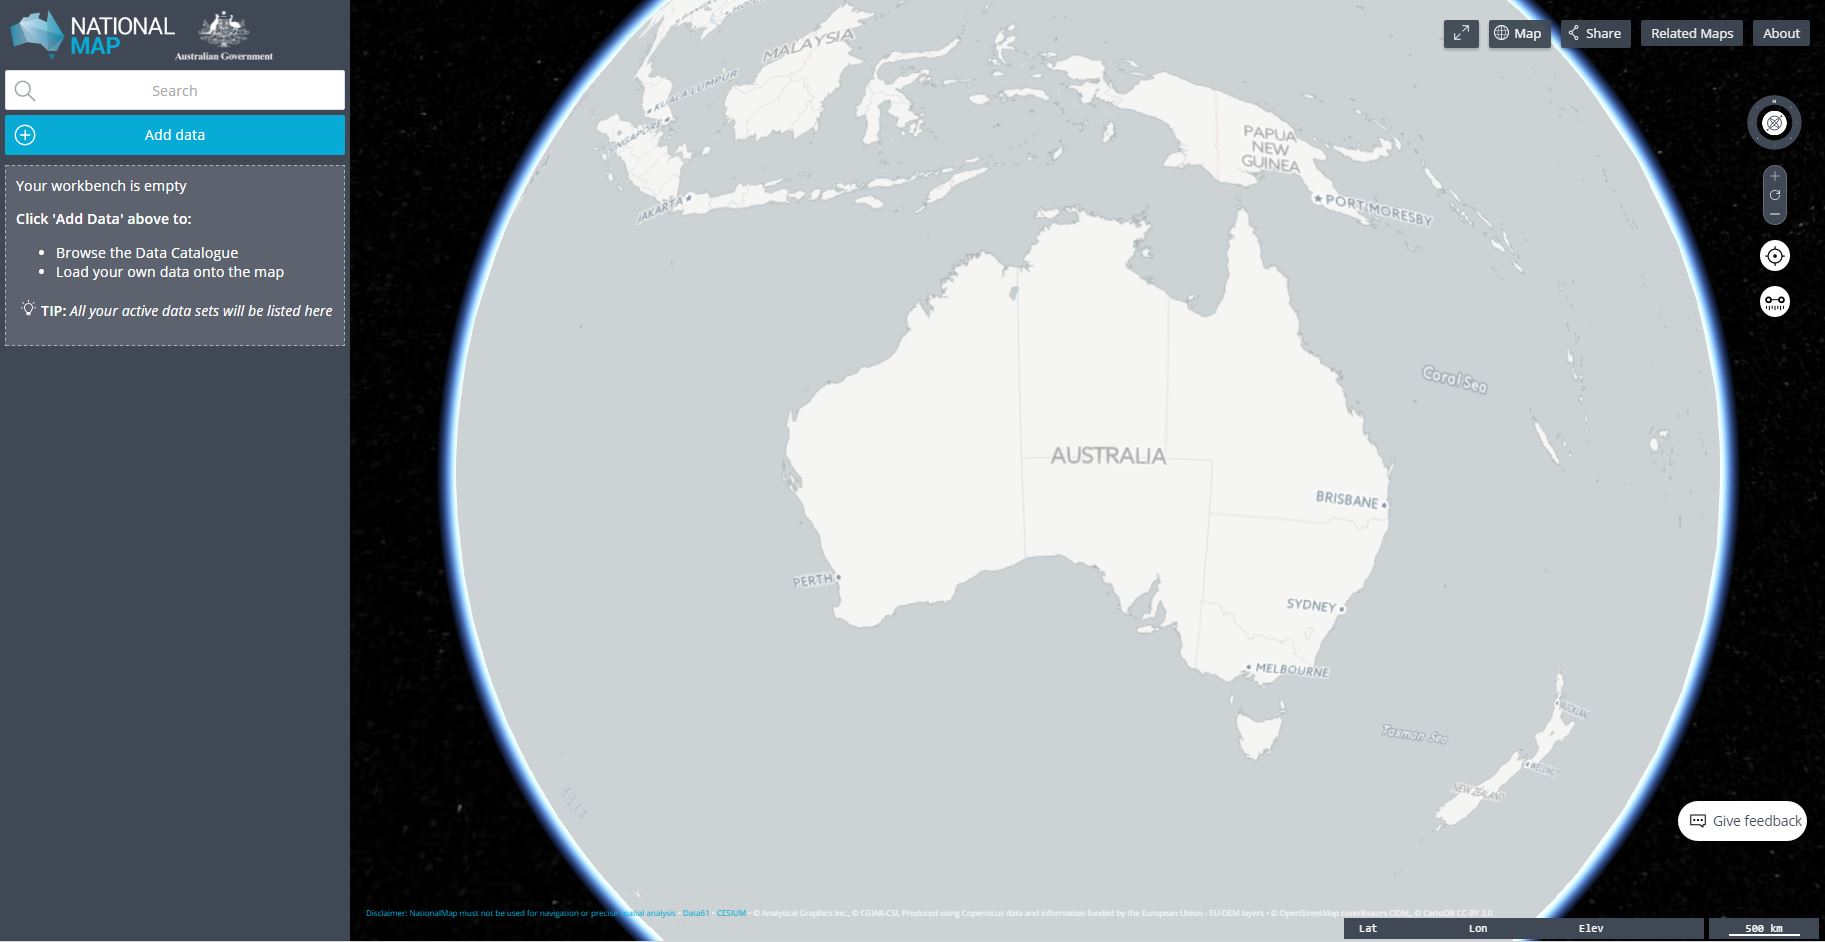 NATIONAL
MAP
Australian Government
Search
Add data
Your workbench is empty
Click 'Add Data' above to:
Browse the Data Catalogue
Load your own data onto the map
TIP: All your active data sets will be listed here
Map
Share
Related Maps
About
N
MALAYSIA
KUALA LUMPUR
SINGAPORE
JAKARTA
PAPUA
NEW
GUINEA
PORT MORESBY
Coral Sea
AUSTRALIA
BRISBANE
PERTH
SYDNEY
MELBOURNE
Tasman Sea
NEW ZEALAND
Give feedback
Disclaimer: NationalMap must not be used for navigation or precise spatial analysis • Data61 • CESIUM • © Analytical Graphics Inc., © CGIAR-CSI, Produced using Copernicus data and information funded by the European Union - EU-DEM layers • © OpenStreetMap contributors ODbL, © CartoDB CC-BY 3.0
Lat Lon Elev 500 km